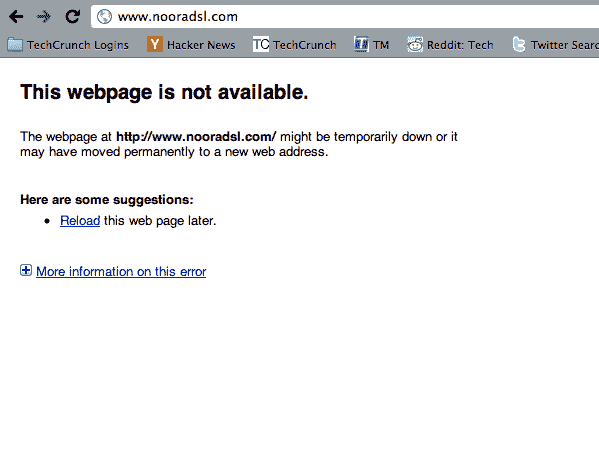 www.nooradsl.com
TechCrunch Logins Y Hacker News TC TechCrunch T TM Reddit: Tech t Twitter Searc
This webpage is not available.
The webpage at http://www.nooradsl.com/ might be temporarily down or it
may have moved permanently to a new web address.
Here are some suggestions:
• Reload this web page later.
More information on this error